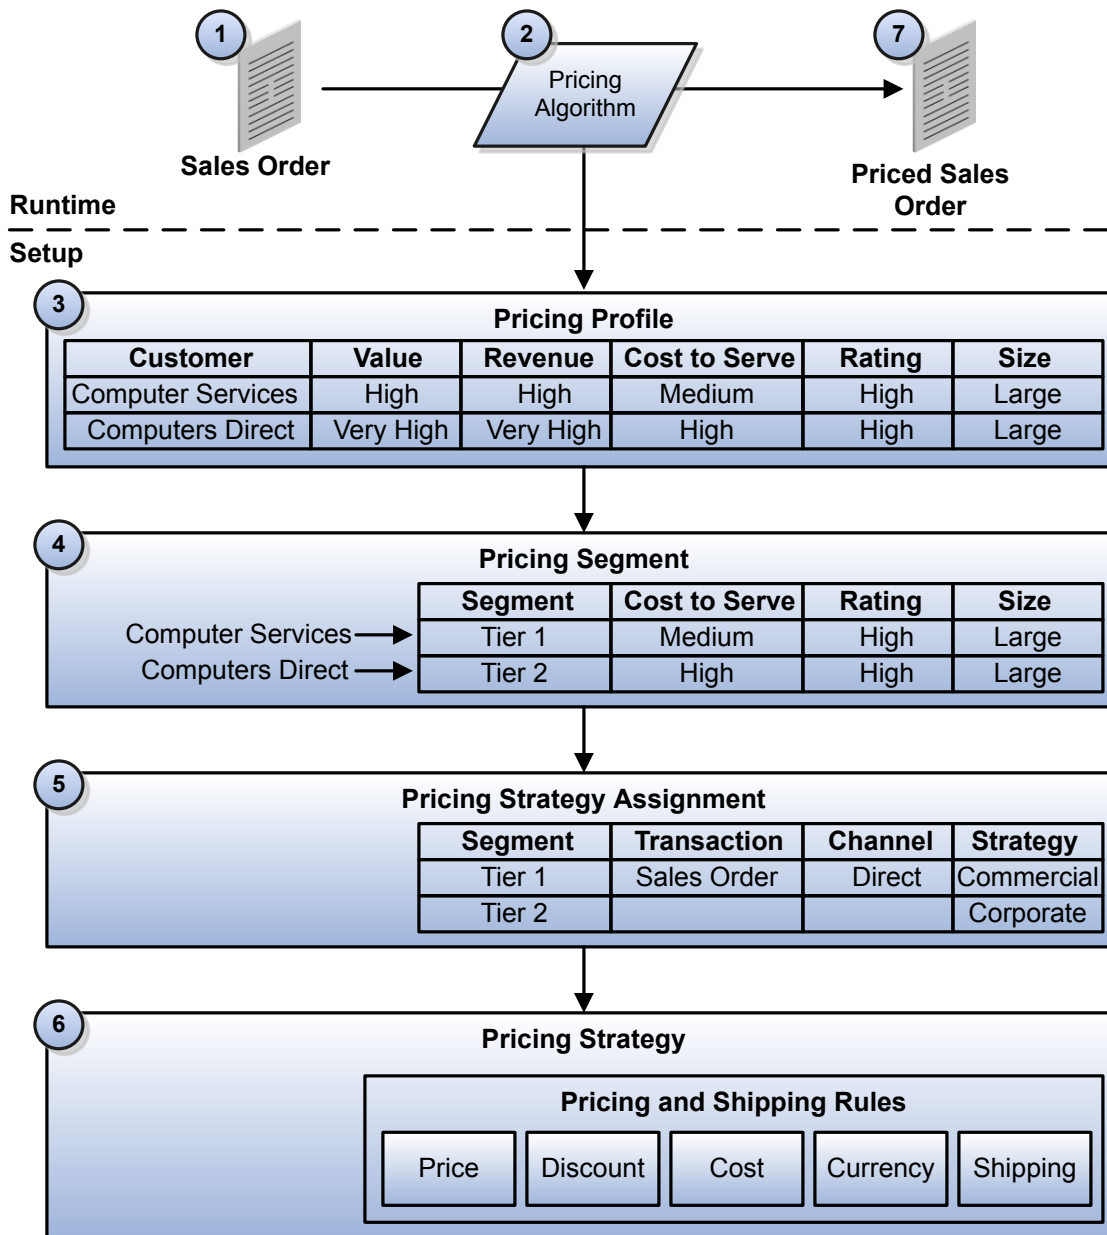 1
2
7
Pricing
Algorithm
Sales Order
Priced Sales
Order
Runtime
Setup
3
Pricing Profile
Customer Value Revenue Cost to Serve Rating Size
Computer Services High High Medium High Large
Computers Direct Very High Very High High High Large
4
Pricing Segment
Segment Cost to Serve Rating Size
Computer Services Tier 1 Medium High Large
Computers Direct Tier 2 High High Large
5
Pricing Strategy Assignment
Segment Transaction Channel Strategy
Tier 1 Sales Order Direct Commercial
Tier 2 Corporate
6
Pricing Strategy
Pricing and Shipping Rules
Price Discount Cost Currency Shipping